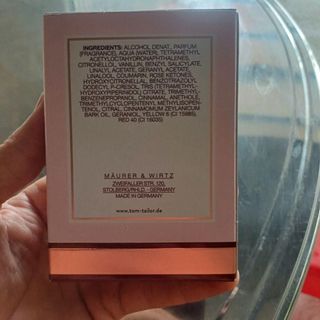 INGREDIENTS: ALCOHOL DENAT., PARFUM
(FRAGRANCE), AQUA (WATER), TETRAMETHYL
ACETYLOCTAHYDRONAPHTHALENES,
CITRONELLOL, VANILLIN, BENZYL SALICYLATE,
LINALYL ACETATE, GERANYL ACETATE,
LINALOOL, COUMARIN, ROSE KETONES,
HYDROXYCITRONELLAL, BENZOTRIAZOLYL
DODECYL P-CRESOL, TRIS (TETRAMETHYL-
HYDROXYPIPERIDINOL) CITRATE, TRIMETHYL-
BENZENEPROPANOL, CINNAMAL, ANETHOLE,
TRIMETHYLCYCLOPENTENYL METHYLISOPEN-
TENOL, CITRAL, CINNAMOMUM ZEYLANICUM
BARK OIL, GERANIOL, YELLOW 6 (CI 15985),
RED 40 (CI 16035)
MÄURER & WIRTZ
ZWEIFALLER STR. 120,
STOLBERG/RHLD. - GERMANY
MADE IN GERMANY
www.tom-tailor.de